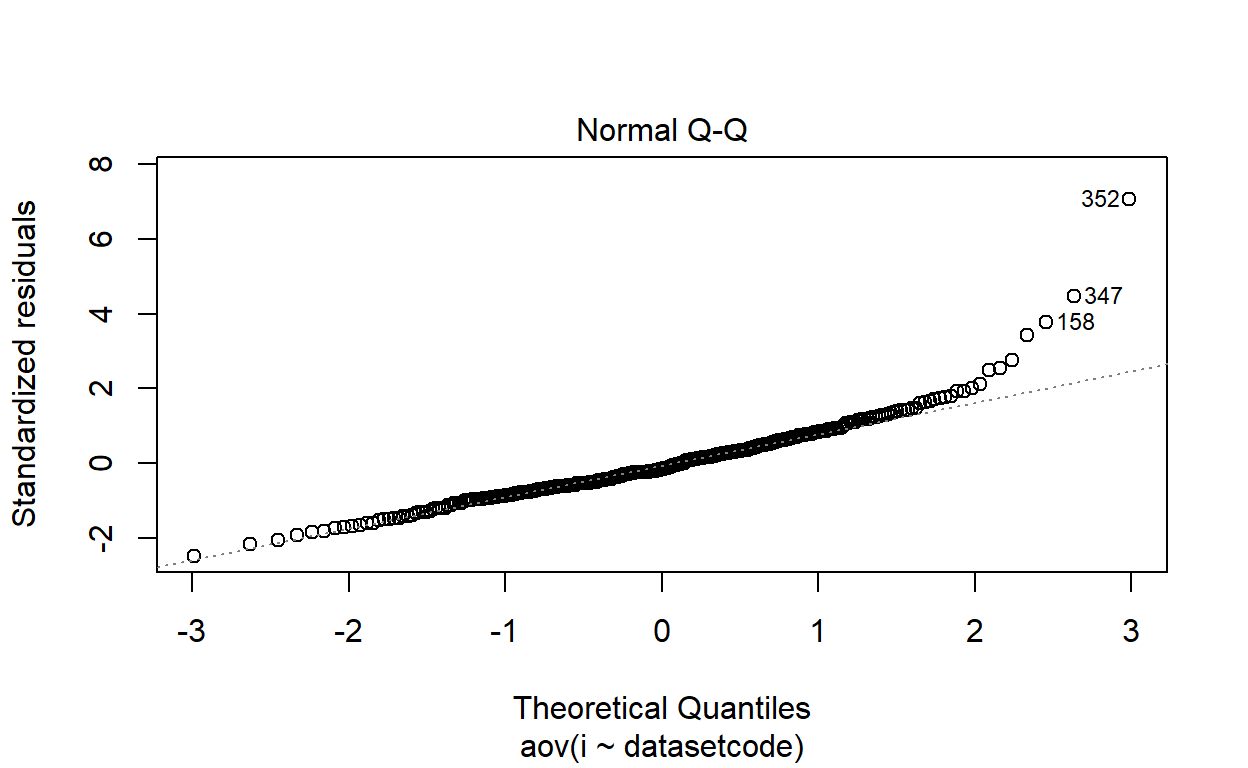 Normal Q-Q
Standardized residuals
8
6
4
2
0
-2
352
347
158
-3 -2 -1 0 1 2 3
Theoretical Quantiles
aov(i ~ datasetcode)